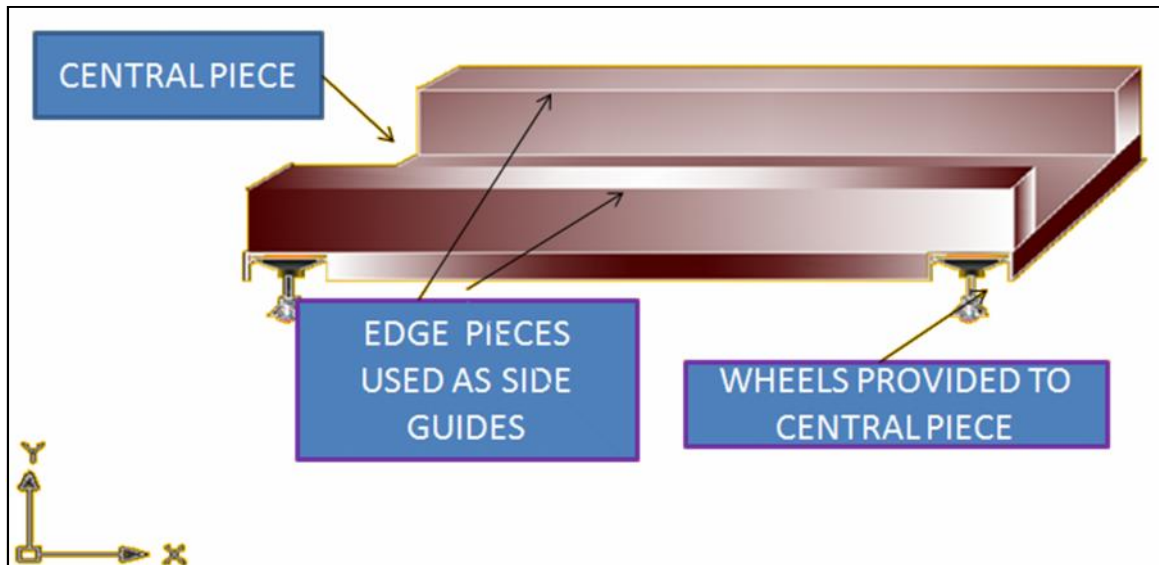 CENTRAL PIECE
EDGE PIECES
USED AS SIDE
GUIDES
WHEELS PROVIDED TO
CENTRAL PIECE
Y
X